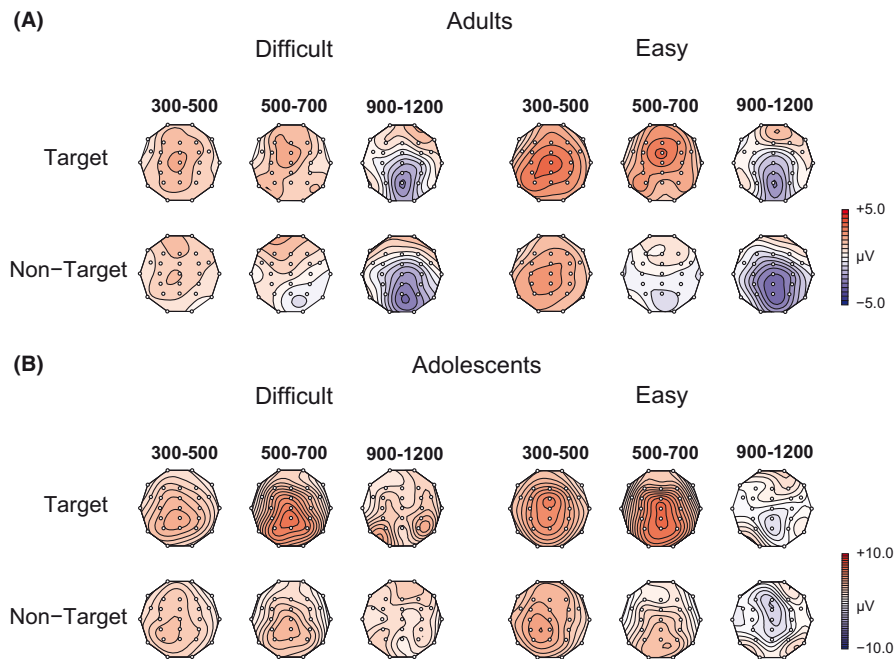 (A) Adults
Difficult Easy
300-500 500-700 900-1200 300-500 500-700 900-1200
Target
+5.0
Non−Target µV
−5.0
(B) Adolescents
Difficult Easy
300-500 500-700 900-1200 300-500 500-700 900-1200
Target
+10.0
Non−Target µV
−10.0